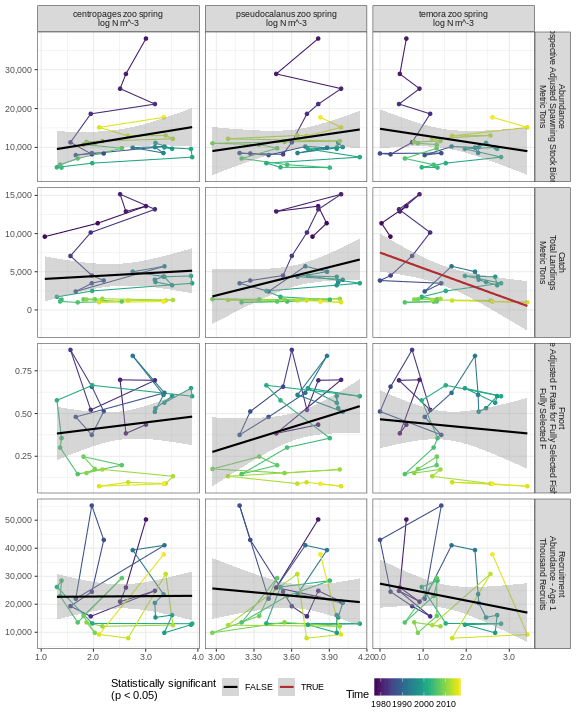 centropages zoo spring
log N m^-3
pseudocalanus zoo spring
log N m^-3
temora zoo spring
log N m^-3
30,000
20,000
10,000
Abundance
Adjusted Spawning Stock
Metric Tons
15,000
10,000
5,000
0
Catch
Total Landings
Metric Tons
0.75
0.50
0.25
Fmort
Adjusted F Rate for Fully Selected Fish
Fully Selected F
50,000
40,000
30,000
20,000
10,000
Recruitment
Abundance - Age 1
Thousand Recruits
1.0 2.0 3.0 4.0
3.00 3.30 3.60 3.90 4.20
0.0 1.0 2.0 3.0
Statistically significant
(p < 0.05)
FALSE
TRUE
Time
1980 1990 2000 2010